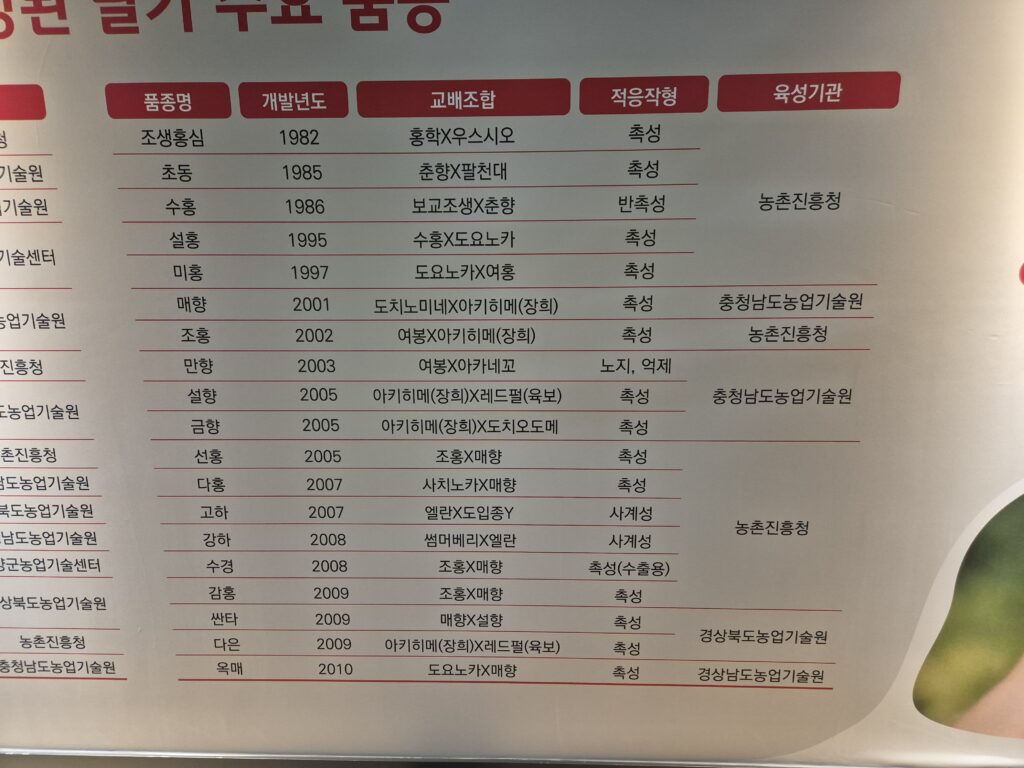 딸기 주요 품종
품종명 개발년도 교배조합 적응작형 육성기관
조생홍심 1982 홍학X우스시오 촉성
기술원 초동 1985 춘향X팔천대 촉성
기술원 수홍 1986 보교조생X춘향 반촉성 농촌진흥청
기술센터 설홍 1995 수홍X도요노카 촉성
미홍 1997 도요노카X여홍 촉성
농업기술원 매향 2001 도치노미네X아키히메(장희) 촉성 충청남도농업기술원
조홍 2002 여봉X아키히메(장희) 촉성 농촌진흥청
진흥청 만향 2003 여봉X아카네꼬 노지, 억제
도농업기술원 설향 2005 아키히메(장희)X레드펄(육보) 촉성 충청남도농업기술원
금향 2005 아키히메(장희)X도치오도메 촉성
촌진흥청 선홍 2005 조홍X매향 촉성
남도농업기술원 다홍 2007 사치노카X매향 촉성
북도농업기술원 고하 2007 엘란X도입종Y 사계성 농촌진흥청
남도농업기술원 강하 2008 썸머베리X엘란 사계성
군농업기술센터 수경 2008 조홍X매향 촉성(수출용)
상북도농업기술원 감홍 2009 조홍X매향 촉성
싼타 2009 매향X설향 촉성 경상북도농업기술원
농촌진흥청 다은 2009 아키히메(장희)X레드펄(육보) 촉성
충청남도농업기술원 옥매 2010 도요노카X매향 촉성 경상남도농업기술원